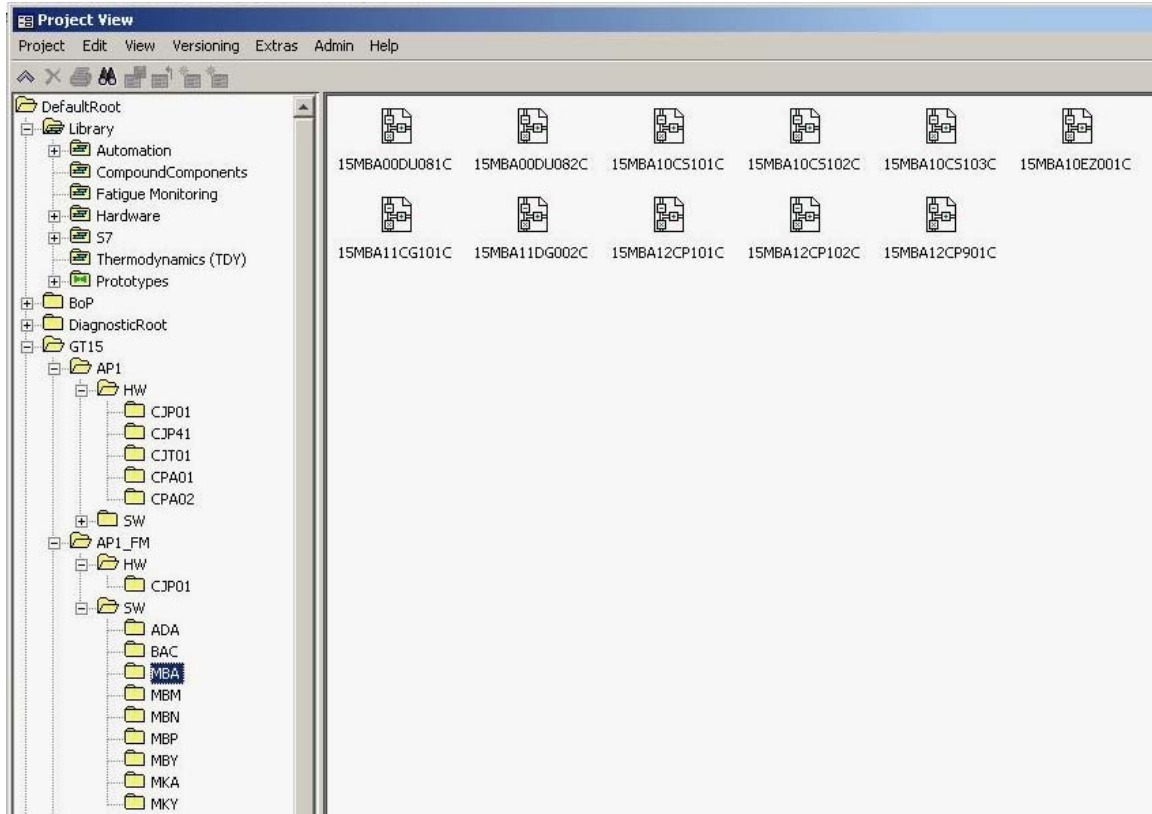 Project View
Project Edit View Versioning Extras Admin Help
DefaultRoot
Library
Automation
CompoundComponents
Fatigue Monitoring
Hardware
S7
Thermodynamics (TDY)
Prototypes
BoP
DiagnosticRoot
GT15
AP1
HW
CJP01
CJP41
CJT01
CPA01
CPA02
SW
AP1_FM
HW
CJP01
SW
ADA
BAC
MBA
MBM
MBN
MBP
MBY
MKA
MKY
15MBA00DU081C 15MBA00DU082C 15MBA10CS101C 15MBA10CS102C 15MBA10CS103C 15MBA10EZ001C
15MBA11CG101C 15MBA11DG002C 15MBA12CP101C 15MBA12CP102C 15MBA12CP901C